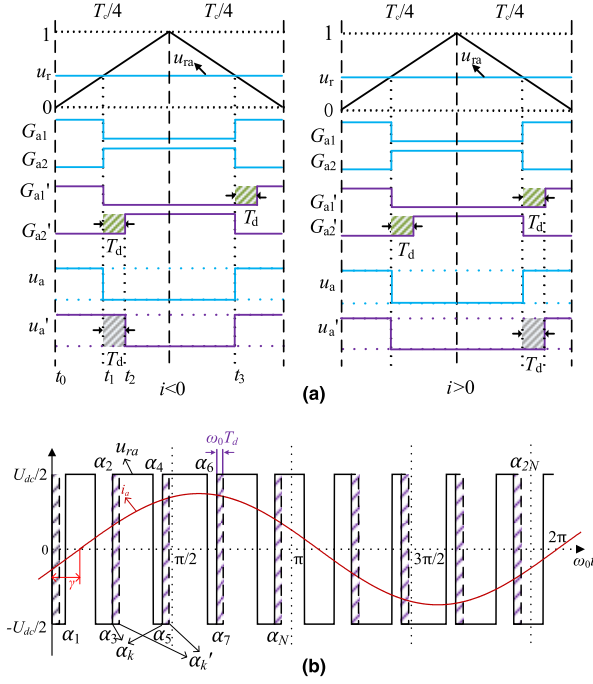 Tc/4 Tc/4 Tc/4 Tc/4
1 1
ura ura
ur ur
0 0
Ga1 Ga1
Ga2 Ga2
Ga1' Ga1'
Td Td
Ga2' Ga2'
Td Td
ua ua
ua' ua'
Td Td
t0 t1 t2 t3
i<0 i>0
(a)
ω0Td
α2 ura α4 α6 α2N
Udc/2
ia
0 π/2 π 3π/2 2π
ω0t
γ
-Udc/2
α1 α3 α5 α7 αN
αk αk'
(b)